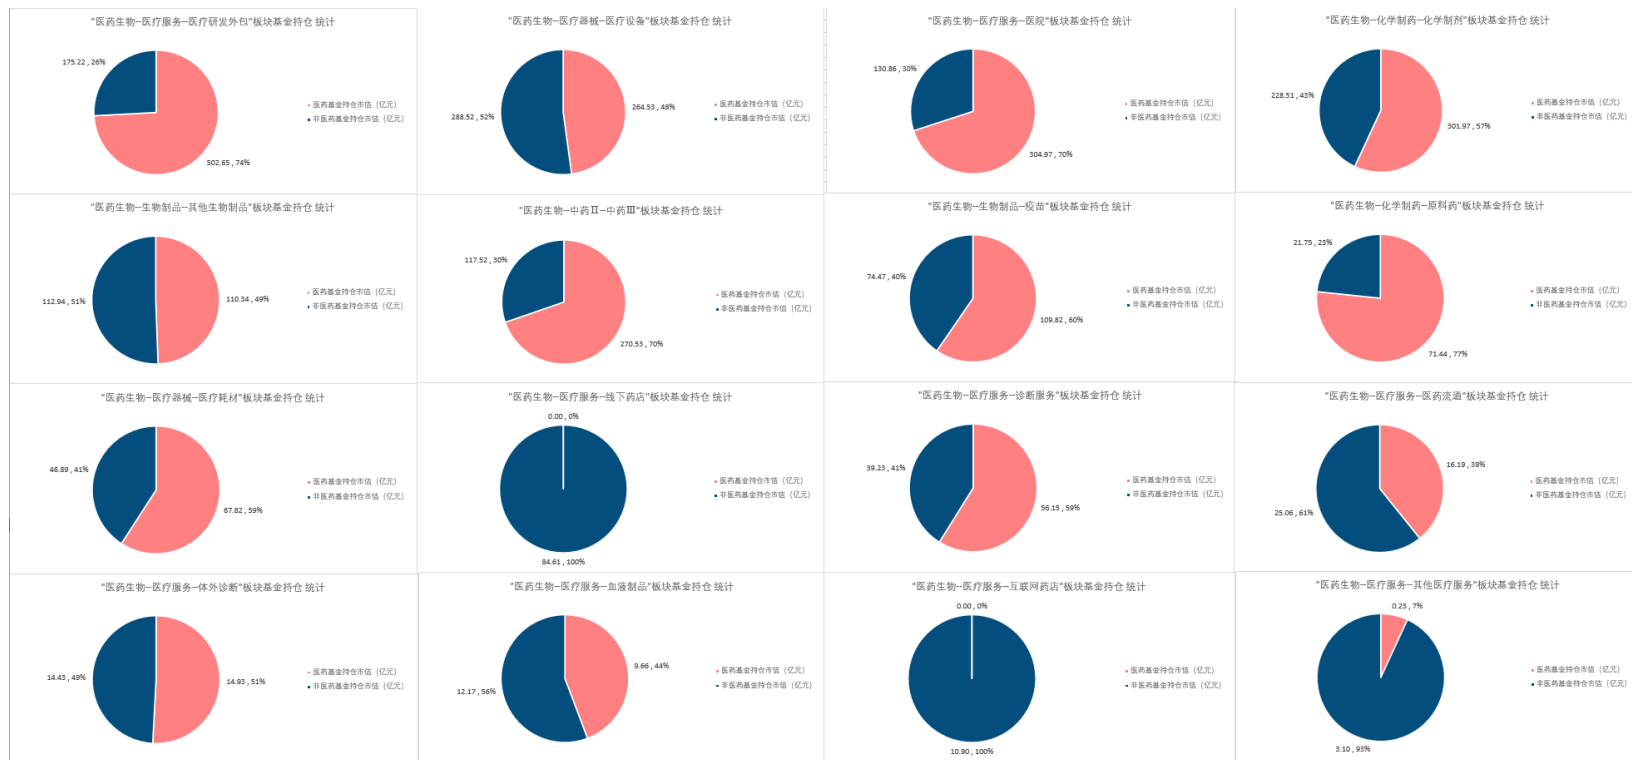 "医药生物--医疗服务--医疗研发外包"板块基金持仓 统计
175.22 , 26%
502.65 , 74%
医药基金持仓市值（亿元）
非医药基金持仓市值（亿元）
"医药生物--医疗器械--医疗设备"板块基金持仓 统计
288.52 , 52%
264.53 , 48%
医药基金持仓市值（亿元）
非医药基金持仓市值（亿元）
"医药生物--医疗服务--医院"板块基金持仓 统计
130.86 , 30%
304.97 , 70%
医药基金持仓市值（亿元）
非医药基金持仓市值（亿元）
"医药生物--化学制药--化学制剂"板块基金持仓 统计
228.51 , 43%
301.97 , 57%
医药基金持仓市值（亿元）
非医药基金持仓市值（亿元）
"医药生物--生物制品--其他生物制品"板块基金持仓 统计
112.94 , 51%
110.34 , 49%
医药基金持仓市值（亿元）
非医药基金持仓市值（亿元）
"医药生物--中药Ⅱ--中药Ⅲ"板块基金持仓 统计
117.52 , 30%
270.53 , 70%
医药基金持仓市值（亿元）
非医药基金持仓市值（亿元）
"医药生物--生物制品--疫苗"板块基金持仓 统计
74.47 , 40%
109.82 , 60%
医药基金持仓市值（亿元）
非医药基金持仓市值（亿元）
"医药生物--化学制药--原料药"板块基金持仓 统计
21.75 , 23%
71.44 , 77%
医药基金持仓市值（亿元）
非医药基金持仓市值（亿元）
"医药生物--医疗器械--医疗耗材"板块基金持仓 统计
46.89 , 41%
67.82 , 59%
医药基金持仓市值（亿元）
非医药基金持仓市值（亿元）
"医药生物--医疗服务--线下药店"板块基金持仓 统计
0.00 , 0%
84.61 , 100%
医药基金持仓市值（亿元）
非医药基金持仓市值（亿元）
"医药生物--医疗服务--诊断服务"板块基金持仓 统计
39.23 , 41%
56.15 , 59%
医药基金持仓市值（亿元）
非医药基金持仓市值（亿元）
"医药生物--医疗服务--医药流通"板块基金持仓 统计
16.19 , 39%
25.06 , 61%
医药基金持仓市值（亿元）
非医药基金持仓市值（亿元）
"医药生物--医疗服务--体外诊断"板块基金持仓 统计
14.43 , 49%
14.93 , 51%
医药基金持仓市值（亿元）
非医药基金持仓市值（亿元）
"医药生物--医疗服务--血液制品"板块基金持仓 统计
9.66 , 44%
12.17 , 56%
医药基金持仓市值（亿元）
非医药基金持仓市值（亿元）
"医药生物--医疗服务--互联网药店"板块基金持仓 统计
0.00 , 0%
10.90 , 100%
医药基金持仓市值（亿元）
非医药基金持仓市值（亿元）
"医药生物--医疗服务--其他医疗服务"板块基金持仓 统计
0.23 , 7%
3.10 , 93%
医药基金持仓市值（亿元）
非医药基金持仓市值（亿元）